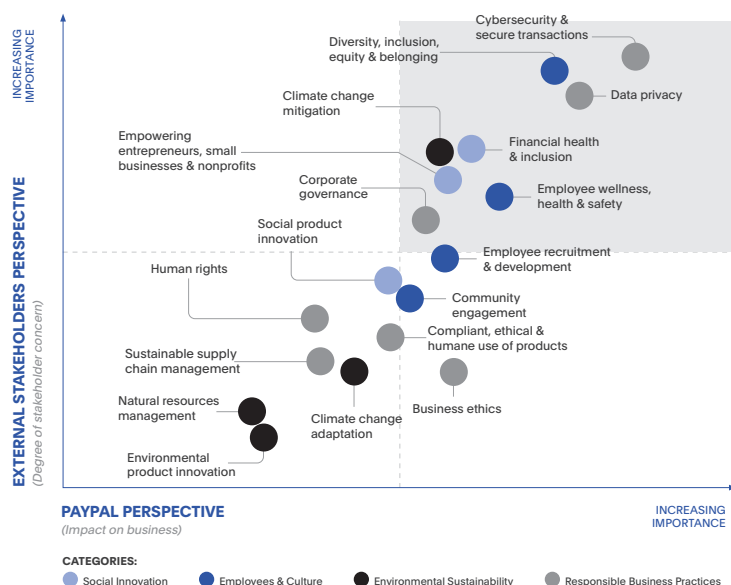 INCREASING
IMPORTANCE
EXTERNAL STAKEHOLDERS PERSPECTIVE
(Degree of stakeholder concern)
Cybersecurity &
secure transactions
Diversity, inclusion,
equity & belonging
Data privacy
Climate change
mitigation
Empowering
entrepreneurs, small
businesses & nonprofits
Financial health
& inclusion
Corporate
governance
Employee wellness,
health & safety
Social product
innovation
Employee recruitment
& development
Human rights
Community
engagement
Compliant, ethical &
humane use of products
Sustainable supply
chain management
Business ethics
Natural resources
management
Climate change
adaptation
Environmental
product innovation
PAYPAL PERSPECTIVE
(Impact on business)
INCREASING
IMPORTANCE
CATEGORIES:
Social Innovation
Employees & Culture
Environmental Sustainability
Responsible Business Practices